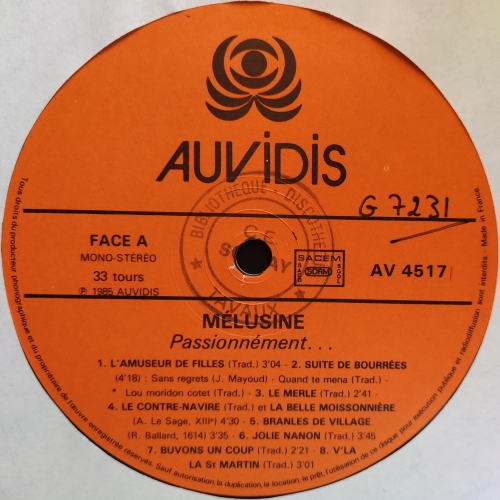 AUVIDIS
BIBLIOTHEQUE - DISCOTHEQUE
C.E
TAVAUX
G 7231
FACE A
MONO-STÉRÉO
33 tours
℗ 1985 AUVIDIS
SACEM
SDRM
AV 4517
MELUSINE
Passionnément...
1. L'AMUSEUR DE FILLES (Trad.) 3'04 - 2. SUITE DE BOURRÉES
(4'18) : Sans regrets (J. Mayoud) - Quand te mena (Trad.) -
Lou moridon cotet (Trad.) - 3. LE MERLE (Trad.) 2'41 -
4. LE CONTRE-NAVIRE (Trad.) et LA BELLE MOISSONNIÈRE
(A. Le Sage, XIIIᵉ) 4'30 - 5. BRANLES DE VILLAGE
(R. Ballard, 1614) 3'35 - 6. JOLIE NANON (Trad.) 3'45
7. BUVONS UN COUP (Trad.) 2'21 - 8. V'LA
LA St MARTIN (Trad.) 3'01
Tous droits du producteur phonographique et du propriétaire de l'œuvre enregistrée réservés. Sauf autorisation, la duplication, la location, le prêt, l'utilisation de ce disque pour exécution publique et radiodiffusion sont interdits - Made in France.